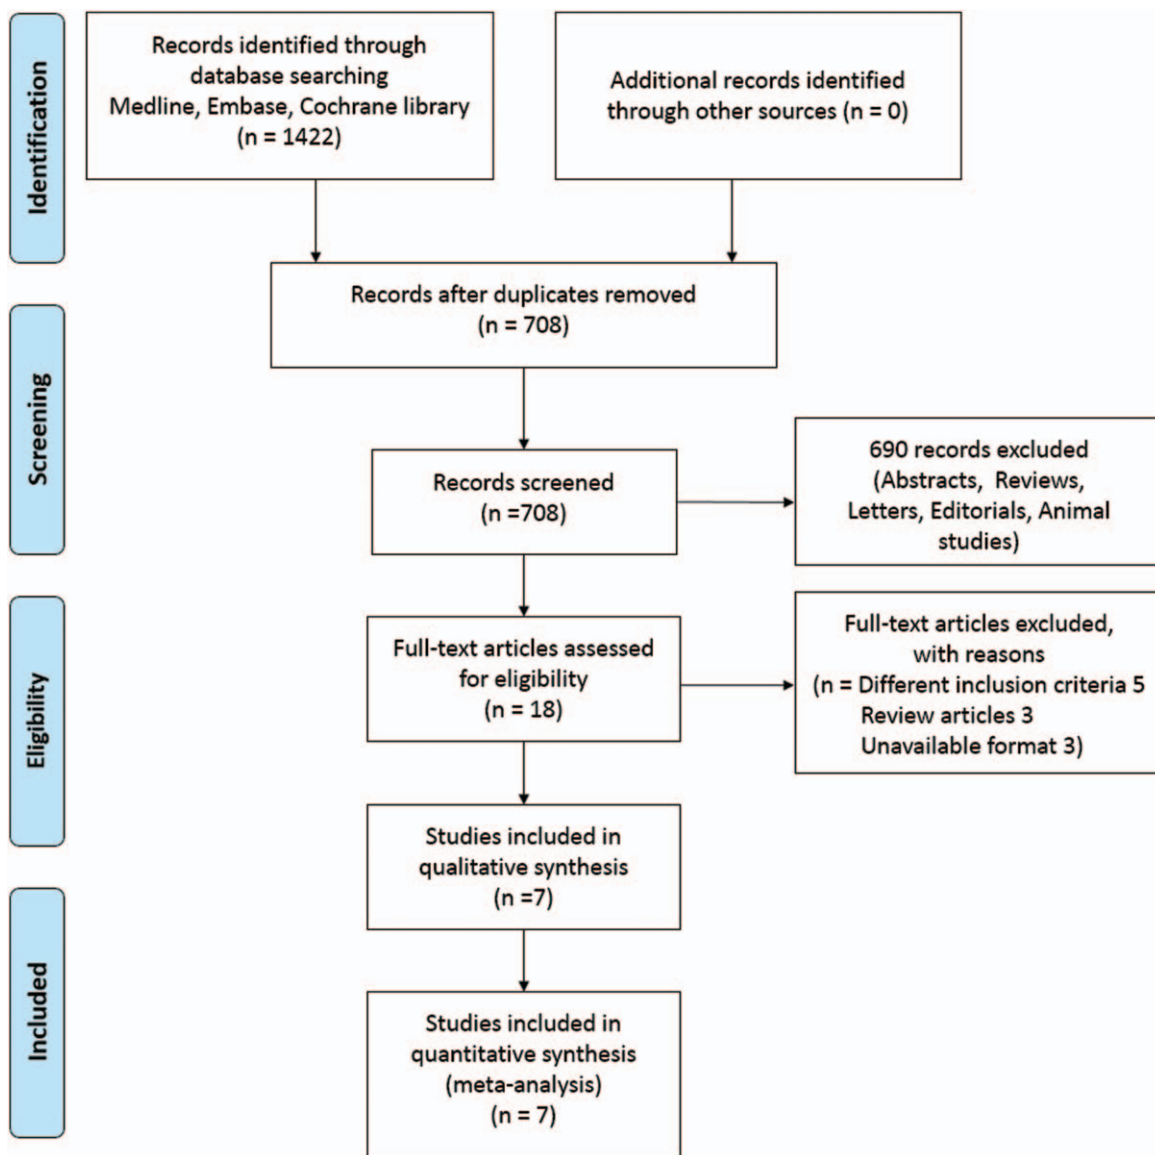 Identification
Records identified through
database searching
Medline, Embase, Cochrane library
(n = 1422)
Additional records identified
through other sources (n = 0)
Records after duplicates removed
(n = 708)
Screening
Records screened
(n =708)
690 records excluded
(Abstracts, Reviews,
Letters, Editorials, Animal
studies)
Eligibility
Full-text articles assessed
for eligibility
(n = 18)
Full-text articles excluded,
with reasons
(n = Different inclusion criteria 5
Review articles 3
Unavailable format 3)
Studies included in
qualitative synthesis
(n =7)
Included
Studies included in
quantitative synthesis
(meta-analysis)
(n = 7)